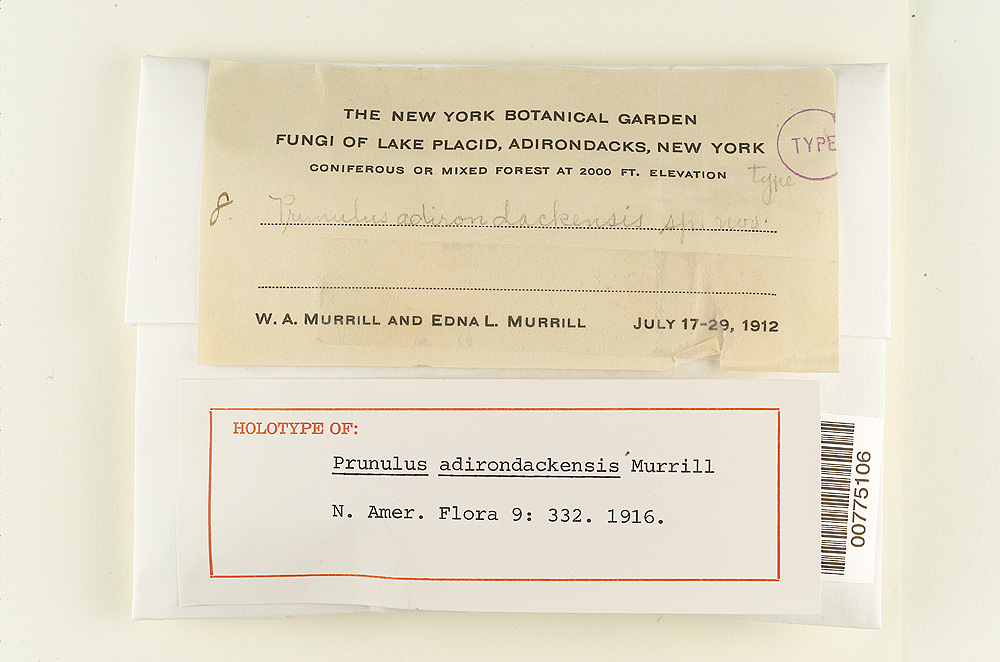 THE NEW YORK BOTANICAL GARDEN
FUNGI OF LAKE PLACID, ADIRONDACKS, NEW YORK
TYPE
CONIFEROUS OR MIXED FOREST AT 2000 FT. ELEVATION
type
8. Prunulus adirondackensis sp. nov.
W. A. MURRILL AND EDNA L. MURRILL JULY 17-29, 1912
HOLOTYPE OF:
Prunulus adirondackensis Murrill
N. Amer. Flora 9: 332. 1916.
00775106